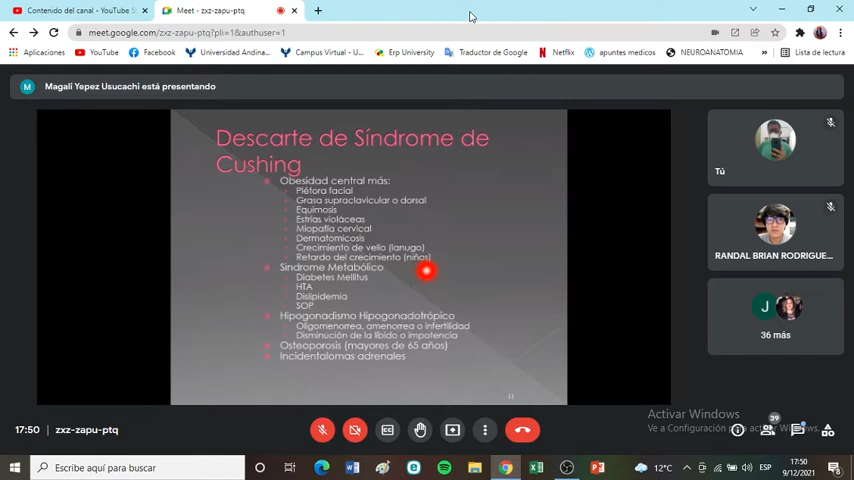 Contenido del canal - YouTube S
Meet - zxz-zapu-ptq
meet.google.com/zxz-zapu-ptq?pli=1&authuser=1
Aplicaciones
YouTube
Facebook
Universidad Andina...
Campus Virtual - U...
Erp University
Traductor de Google
Netflix
apuntes medicos
NEUROANATOMIA
Lista de lectura
M
Magali Yepez Usucachi está presentando
Descarte de Síndrome de
Cushing
Obesidad central más:
Plétora facial
Grasa supraclavicular o dorsal
Equimosis
Estrías violáceas
Miopatía cervical
Dermatomicosis
Crecimiento de vello (lanugo)
Retardo del crecimiento (niños)
Síndrome Metabólico
Diabetes Mellitus
HTA
Dislipidemia
SOP
Hipogonadismo Hipogonadotrópico
Oligomenorrea, amenorrea o infertilidad
Disminución de la líbido o impotencia
Osteoporosis (mayores de 65 años)
Incidentalomas adrenales
11
Tú
RANDAL BRIAN RODRIGUE...
J
36 más
Activar Windows
Ve a Configuración para activar Windows.
17:50
zxz-zapu-ptq
39
Escribe aquí para buscar
12°C
ESP
17:50
9/12/2021
8